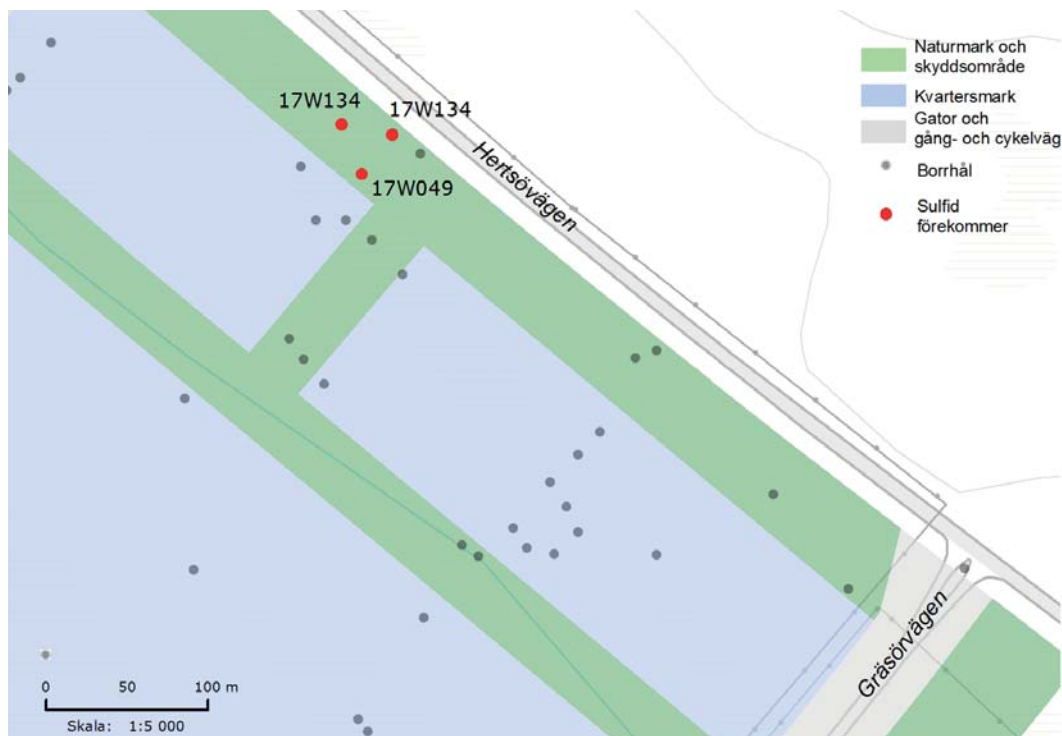 Naturmark och
skyddsområde
Kvartersmark
Gator och
gång- och cykelväg
Borrhål
Sulfid
förekommer
17W134
17W134
17W049
Hertsövägen
Gräsörvägen
0 50 100 m
Skala: 1:5 000